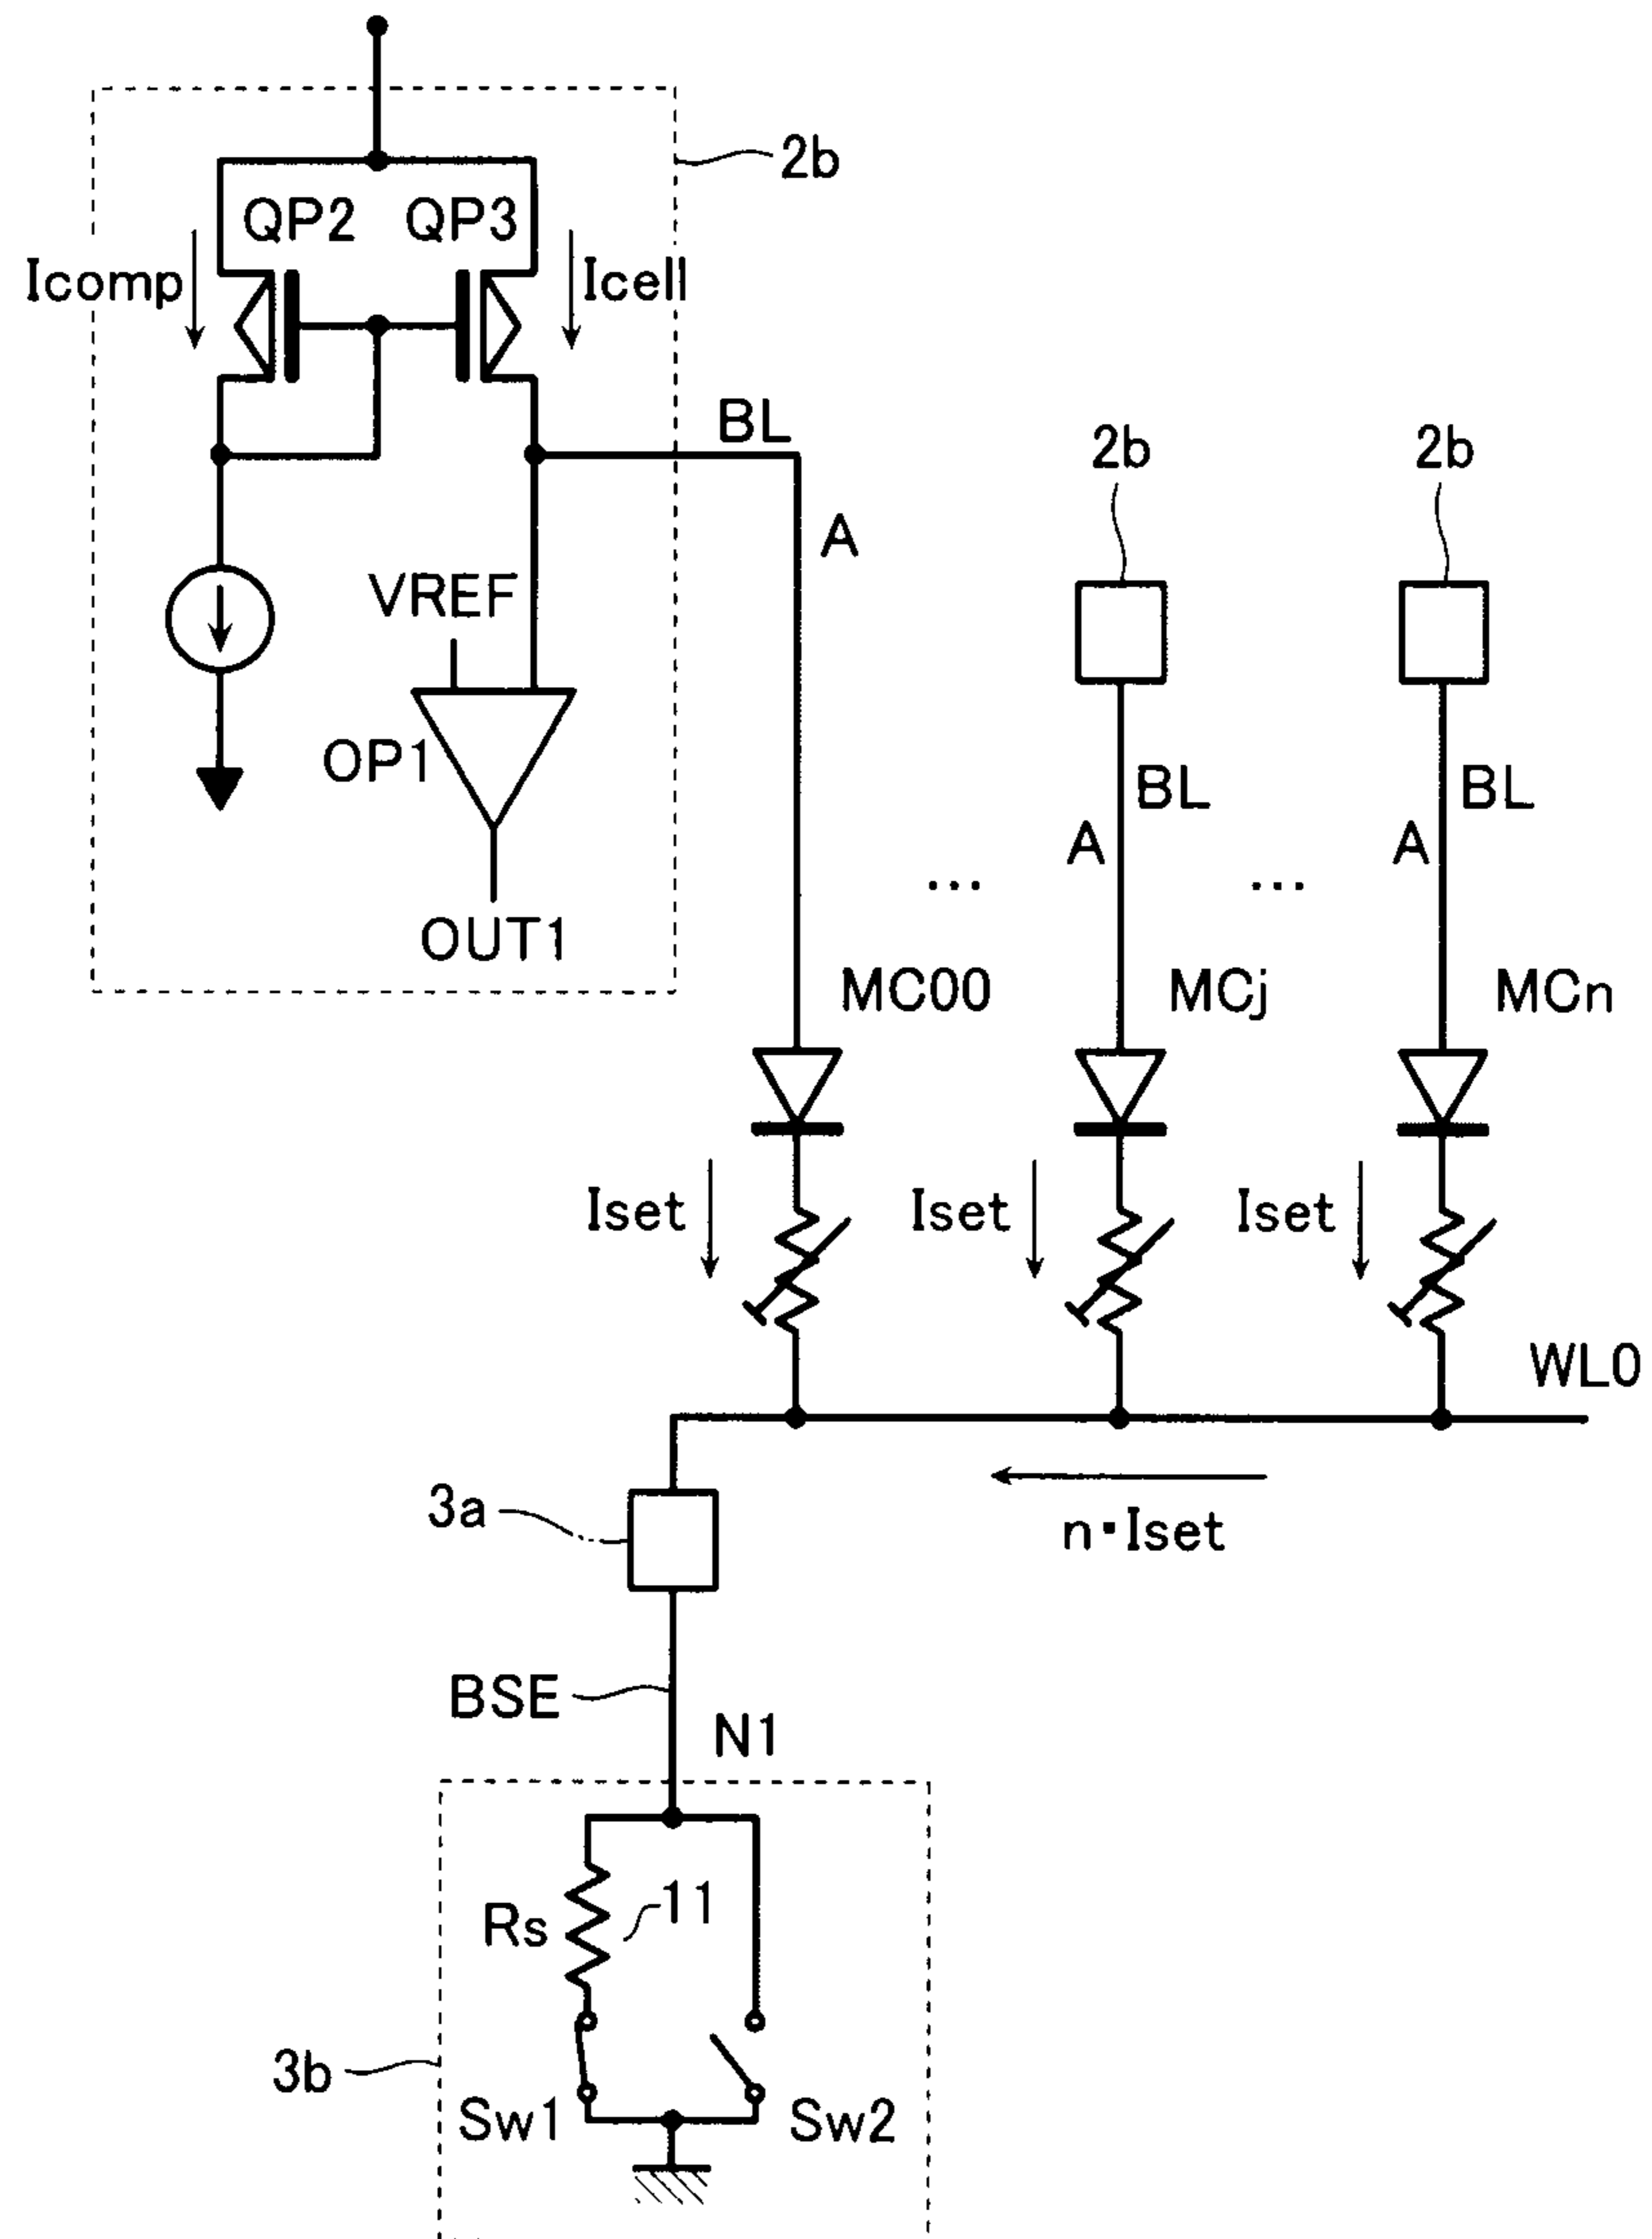 2b
QP2 QP3
Icomp Icell
BL
2b 2b
A
VREF
OP1
BL BL
A A
... ...
OUT1
MC00 MCj MCn
Iset Iset Iset
WL0
3a
n·Iset
BSE
N1
Rs 11
3b
Sw1 Sw2